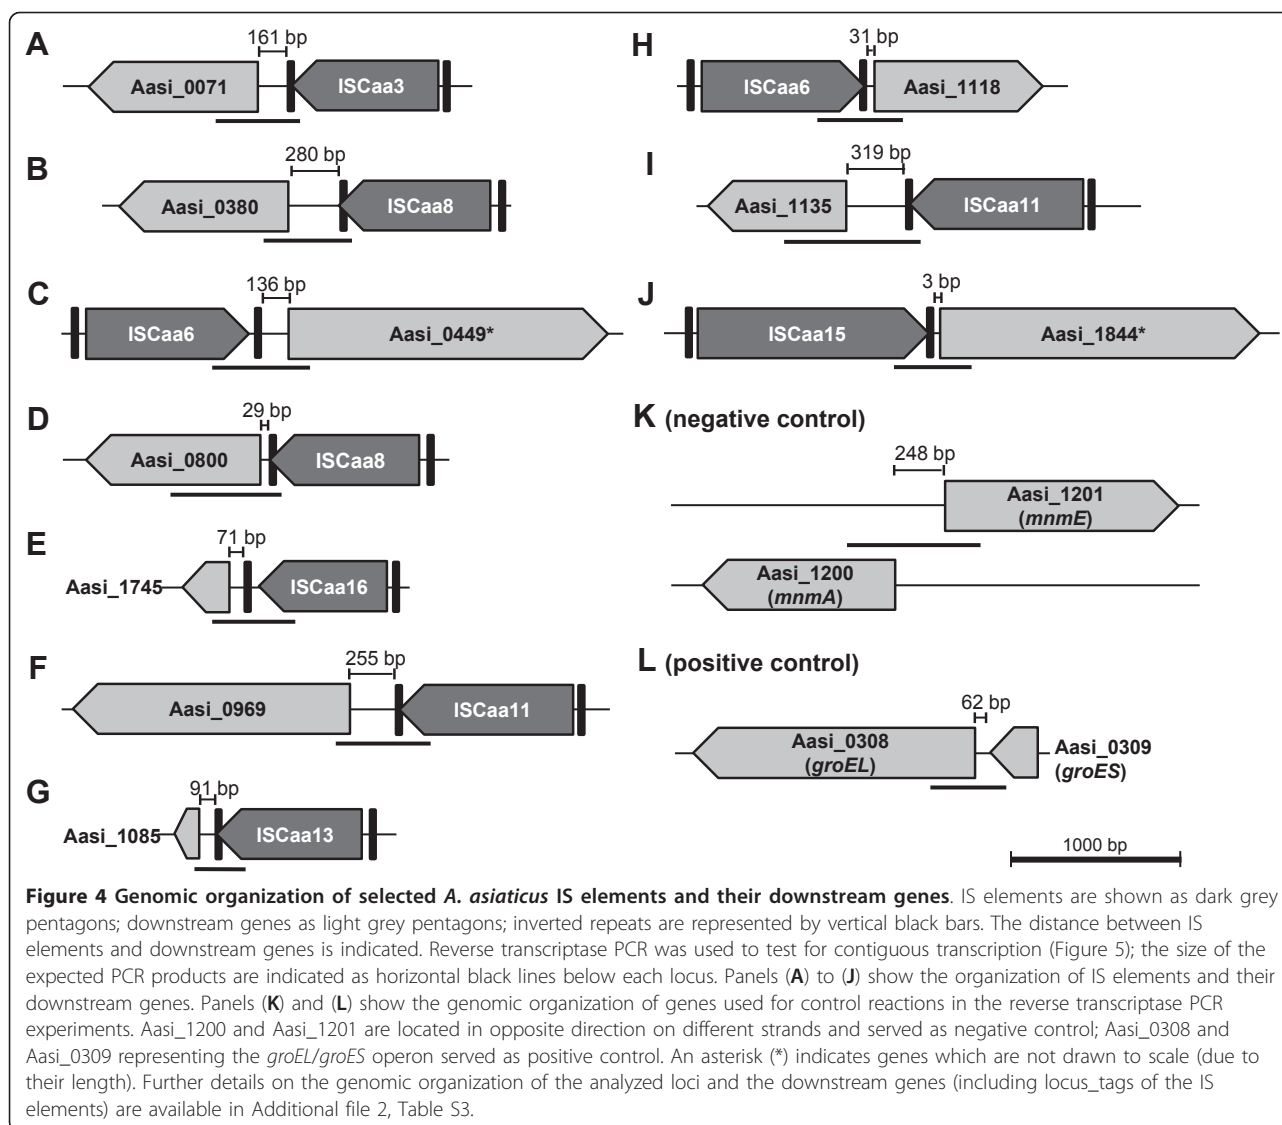 A
161 bp
Aasi_0071
ISCaa3
B
280 bp
Aasi_0380
ISCaa8
C
136 bp
ISCaa6
Aasi_0449*
D
29 bp
Aasi_0800
ISCaa8
E
71 bp
Aasi_1745
ISCaa16
F
255 bp
Aasi_0969
ISCaa11
G
91 bp
Aasi_1085
ISCaa13
H
31 bp
ISCaa6
Aasi_1118
I
319 bp
Aasi_1135
ISCaa11
J
3 bp
ISCaa15
Aasi_1844*
K (negative control)
248 bp
Aasi_1201
(mnmE)
Aasi_1200
(mnmA)
L (positive control)
62 bp
Aasi_0308
(groEL)
Aasi_0309
(groES)
1000 bp
Figure 4 Genomic organization of selected A. asiaticus IS elements and their downstream genes. IS elements are shown as dark grey
pentagons; downstream genes as light grey pentagons; inverted repeats are represented by vertical black bars. The distance between IS
elements and downstream genes is indicated. Reverse transcriptase PCR was used to test for contiguous transcription (Figure 5); the size of the
expected PCR products are indicated as horizontal black lines below each locus. Panels (A) to (J) show the organization of IS elements and their
downstream genes. Panels (K) and (L) show the genomic organization of genes used for control reactions in the reverse transcriptase PCR
experiments. Aasi_1200 and Aasi_1201 are located in opposite direction on different strands and served as negative control; Aasi_0308 and
Aasi_0309 representing the groEL/groES operon served as positive control. An asterisk (*) indicates genes which are not drawn to scale (due to
their length). Further details on the genomic organization of the analyzed loci and the downstream genes (including locus_tags of the IS
elements) are available in Additional file 2, Table S3.